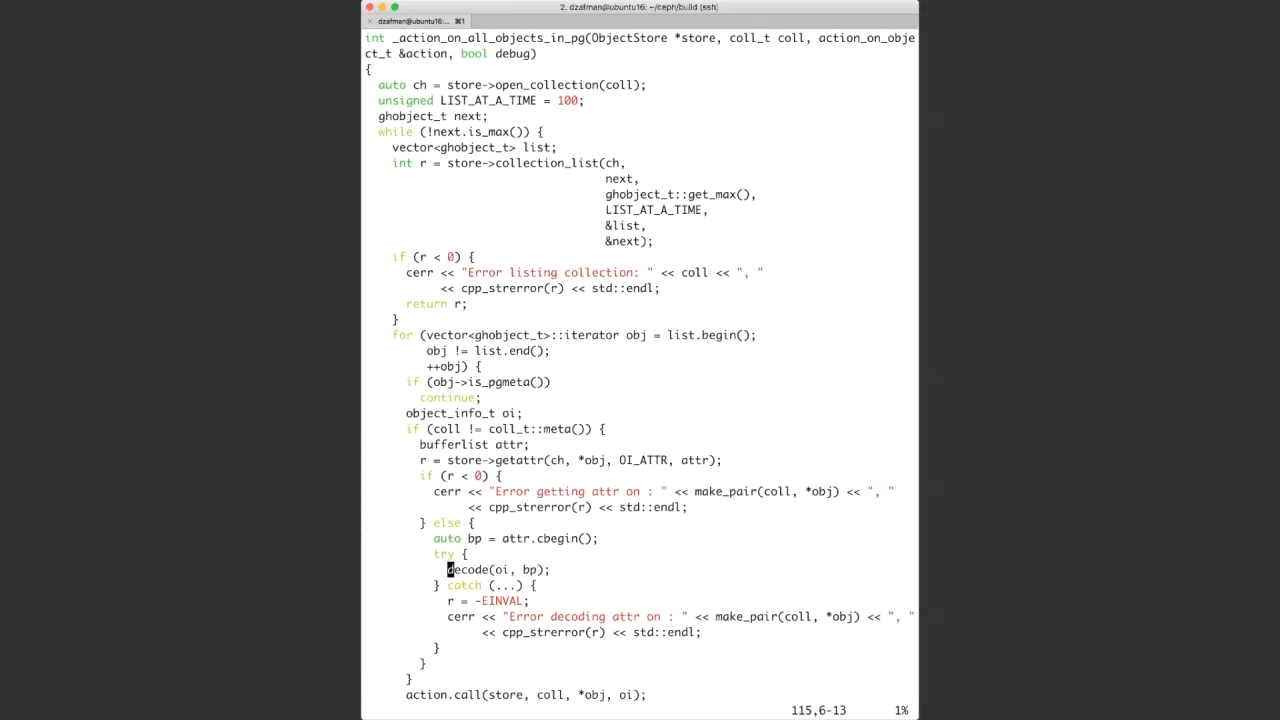 2. dzafman@ubuntu16: ~/ceph/build (ssh)
× dzafman@ubuntu16:... ⌘1
int _action_on_all_objects_in_pg(ObjectStore *store, coll_t coll, action_on_obje
ct_t &action, bool debug)
{
  auto ch = store->open_collection(coll);
  unsigned LIST_AT_A_TIME = 100;
  ghobject_t next;
  while (!next.is_max()) {
    vector<ghobject_t> list;
    int r = store->collection_list(ch,
                                   next,
                                   ghobject_t::get_max(),
                                   LIST_AT_A_TIME,
                                   &list,
                                   &next);
    if (r < 0) {
      cerr << "Error listing collection: " << coll << ", "
           << cpp_strerror(r) << std::endl;
      return r;
    }
    for (vector<ghobject_t>::iterator obj = list.begin();
         obj != list.end();
         ++obj) {
      if (obj->is_pgmeta())
        continue;
      object_info_t oi;
      if (coll != coll_t::meta()) {
        bufferlist attr;
        r = store->getattr(ch, *obj, OI_ATTR, attr);
        if (r < 0) {
          cerr << "Error getting attr on : " << make_pair(coll, *obj) << ", "
               << cpp_strerror(r) << std::endl;
        } else {
          auto bp = attr.cbegin();
          try {
            decode(oi, bp);
          } catch (...) {
            r = -EINVAL;
            cerr << "Error decoding attr on : " << make_pair(coll, *obj) << ", "
                 << cpp_strerror(r) << std::endl;
          }
        }
      }
      action.call(store, coll, *obj, oi);
115,6-13 1%